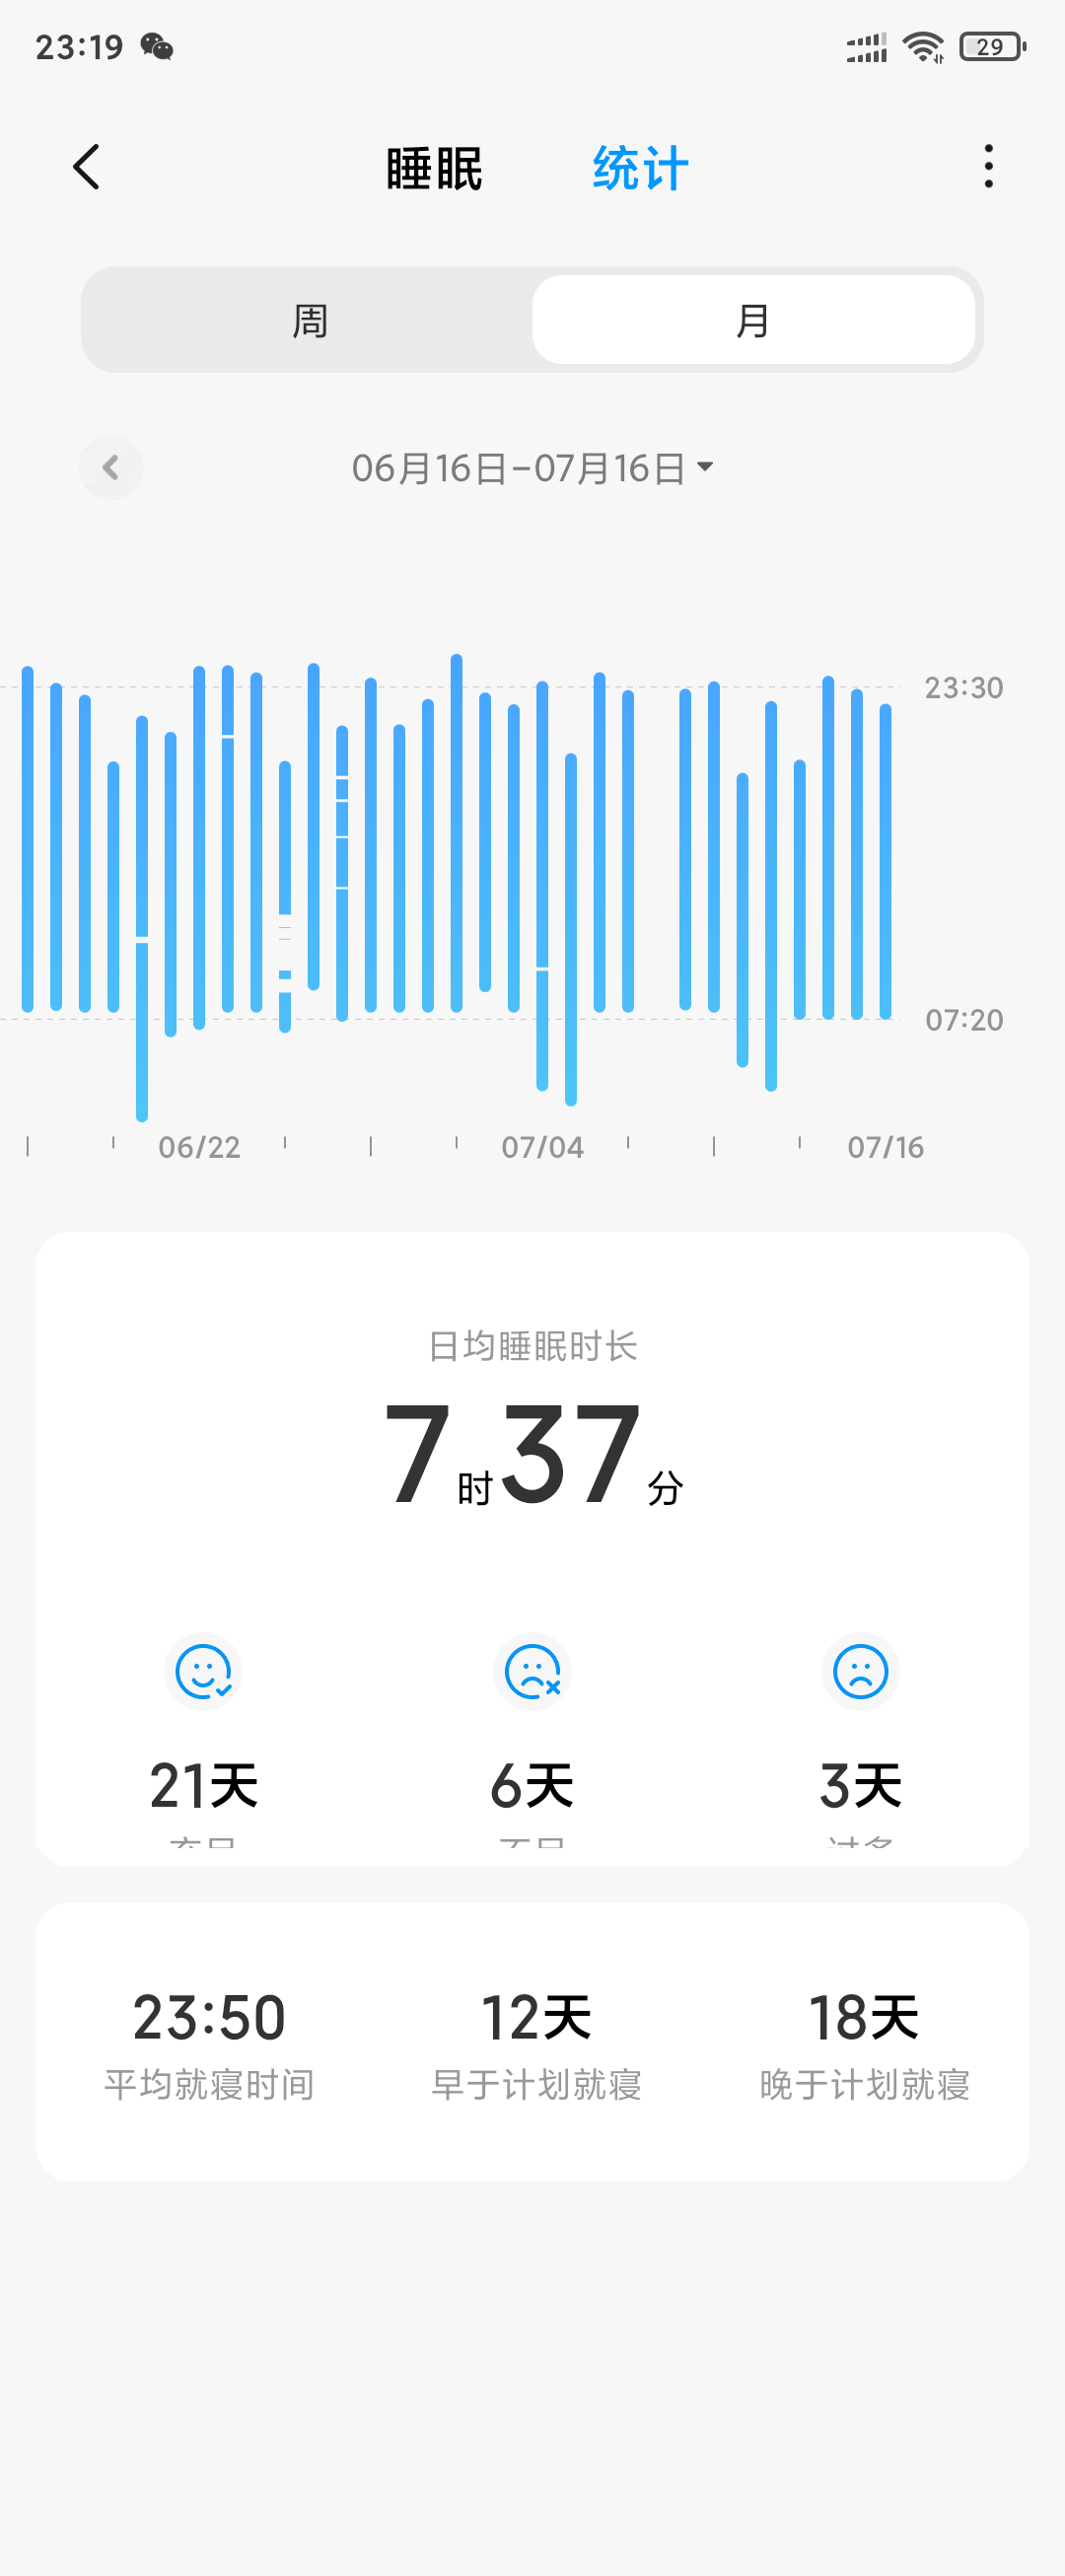 23:19 29
睡眠 统计
周 月
06月16日-07月16日
23:30
07:20
06/22 07/04 07/16
日均睡眠时长
7时37分
21天 6天 3天
23:50 12天 18天
平均就寝时间 早于计划就寝 晚于计划就寝